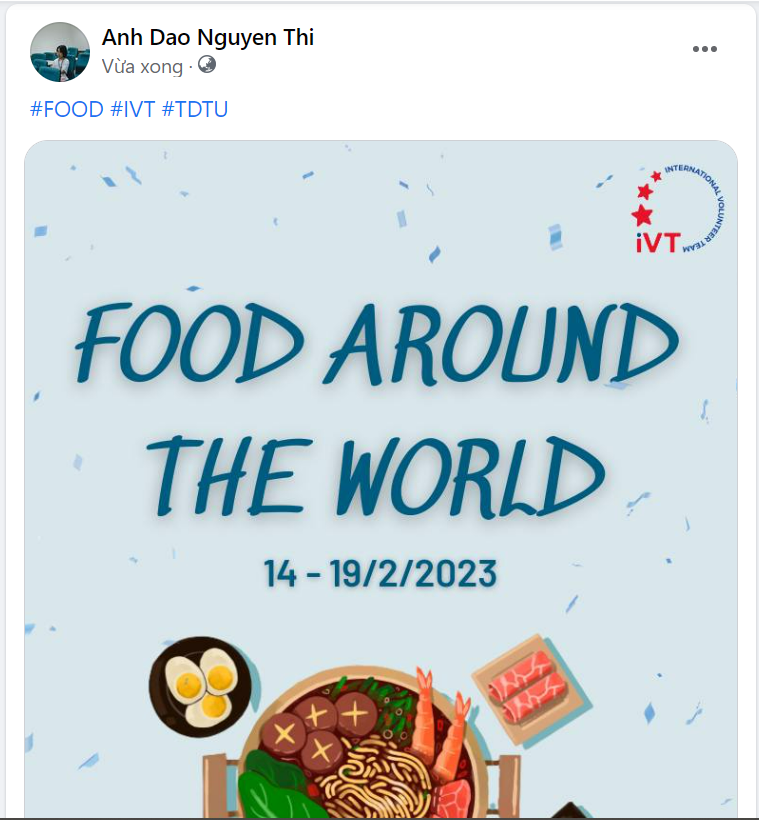 Anh Dao Nguyen Thi
Vừa xong ·
#FOOD #IVT #TDTU
INTERNATIONAL VOLUNTEER TEAM
iVT
FOOD AROUND
THE WORLD
14 - 19/2/2023